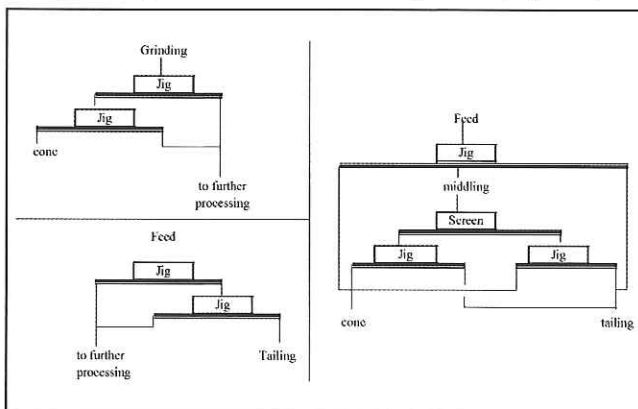 Grinding
Jig
Jig
conc
to further
processing
Feed
Jig
Jig
to further
processing
Tailing
Feed
Jig
middling
Screen
Jig
Jig
conc
tailing